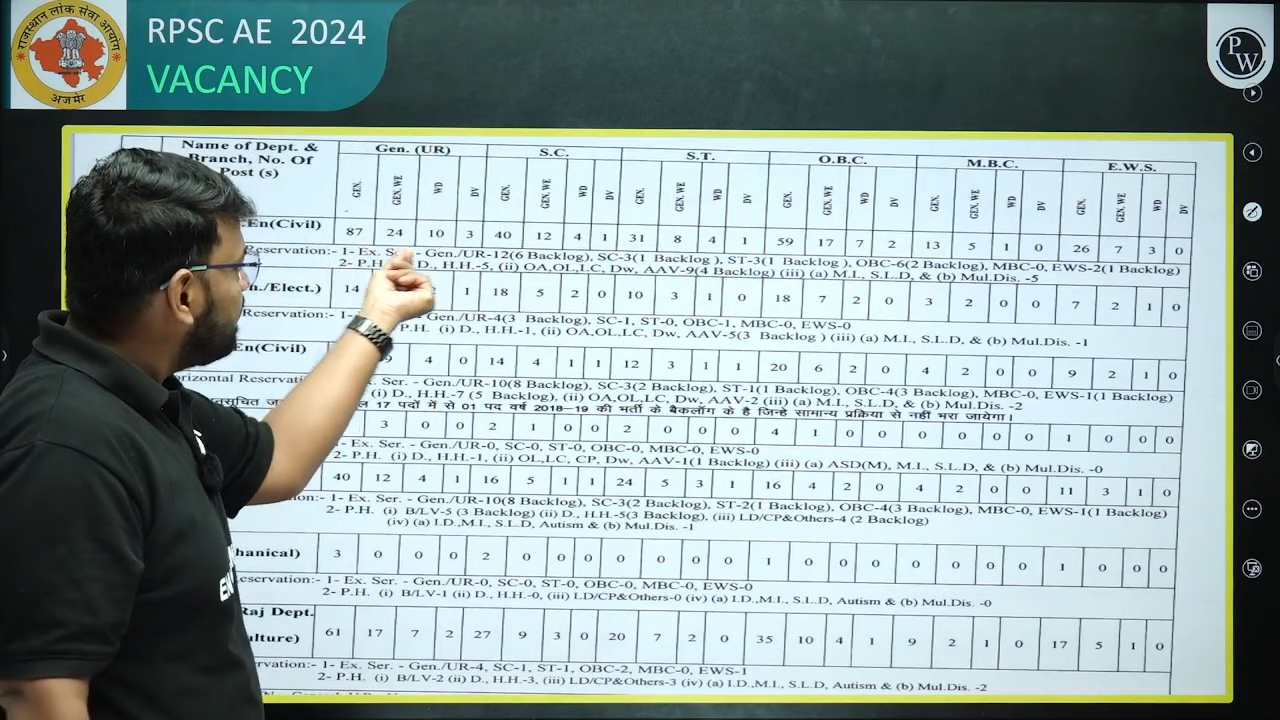 राजस्थान लोक सेवा आयोग
अजमेर
RPSC AE 2024
VACANCY
PW
Name of Dept. & Branch, No. Of Post (s)
Gen. (UR) S.C. S.T. O.B.C. M.B.C. E.W.S.
GEN. GEN. WE WD DV GEN. GEN. WE WD DV GEN. GEN. WE WD DV GEN. GEN. WE WD DV GEN. GEN. WE WD DV GEN. GEN. WE WD DV
En(Civil) 87 24 10 3 40 12 4 1 31 8 4 1 59 17 7 2 13 5 1 0 26 7 3 0
Reservation:- 1- Ex. Gen./UR-12(6 Backlog), SC-3(1 Backlog ), ST-3(1 Backlog ), OBC-6(2 Backlog), MBC-0, EWS-2(1 Backlog)
2- P.H. D., H.H.-5, (ii) OA,OL,LC, Dw, AAV-9(4 Backlog) (iii) (a) M.I., S.L.D, & (b) Mul.Dis. -5
/Elect.) 14 1 18 5 2 0 10 3 1 0 18 7 2 0 3 2 0 0 7 2 1 0
Reservation:- 1- Gen./UR-4(3 Backlog), SC-1, ST-0, OBC-1, MBC-0, EWS-0
P.H. (i) D., H.H.-1, (ii) OA,OL,LC, Dw, AAV-5(3 Backlog ) (iii) (a) M.I., S.L.D, & (b) Mul.Dis. -1
En(Civil) 4 0 14 4 1 1 12 3 1 1 20 6 2 0 4 2 0 0 9 2 1 0
Ser. - Gen./UR-10(8 Backlog), SC-3(2 Backlog), ST-1(1 Backlog), OBC-4(3 Backlog), MBC-0, EWS-1(1 Backlog)
(i) D., H.H.-7 (5 Backlog), (ii) OA,OL,LC, Dw, AAV-2 (iii) (a) M.I., S.L.D, & (b) Mul.Dis. -2
17 पदों में से 01 पद वर्ष 2018-19 की भर्ती के बैकलॉग के है जिन्हे सामान्य प्रक्रिया से नहीं भरा जायेगा।
3 0 0 2 1 0 0 2 0 0 0 4 1 0 0 0 0 0 0 1 0 0 0
- Ex. Ser. - Gen./UR-0, SC-0, ST-0, OBC-0, MBC-0, EWS-0
2- P.H. (i) D., H.H.-1, (ii) OL,LC, CP, Dw, AAV-1(1 Backlog) (iii) (a) ASD(M), M.I., S.L.D, & (b) Mul.Dis. -0
40 12 4 1 16 5 1 1 24 5 3 1 16 4 2 0 4 2 0 0 11 3 1 0
1- Ex. Ser. - Gen./UR-10(8 Backlog), SC-3(2 Backlog), ST-2(1 Backlog), OBC-4(3 Backlog), MBC-0, EWS-1(1 Backlog)
2- P.H. (i) B/LV-5 (3 Backlog) (ii) D., H.H.-5(3 Backlog), (iii) LD/CP&Others-4 (2 Backlog)
(iv) (a) I.D.,M.I., S.L.D, Autism & (b) Mul.Dis. -1
hanical) 3 0 0 0 2 0 0 0 0 0 0 0 1 0 0 0 0 0 0 0 1 0 0 0
eservation:- 1- Ex. Ser. - Gen./UR-0, SC-0, ST-0, OBC-0, MBC-0, EWS-0
2- P.H. (i) B/LV-1 (ii) D., H.H.-0, (iii) LD/CP&Others-0 (iv) (a) I.D.,M.I., S.L.D, Autism & (b) Mul.Dis. -0
Raj Dept.
ulture) 61 17 7 2 27 9 3 0 20 7 2 0 35 10 4 1 9 2 1 0 17 5 1 0
rvation:- 1- Ex. Ser. - Gen./UR-4, SC-1, ST-1, OBC-2, MBC-0, EWS-1
2- P.H. (i) B/LV-2 (ii) D., H.H.-3, (iii) LD/CP&Others-3 (iv) (a) I.D.,M.I., S.L.D, Autism & (b) Mul.Dis. -2